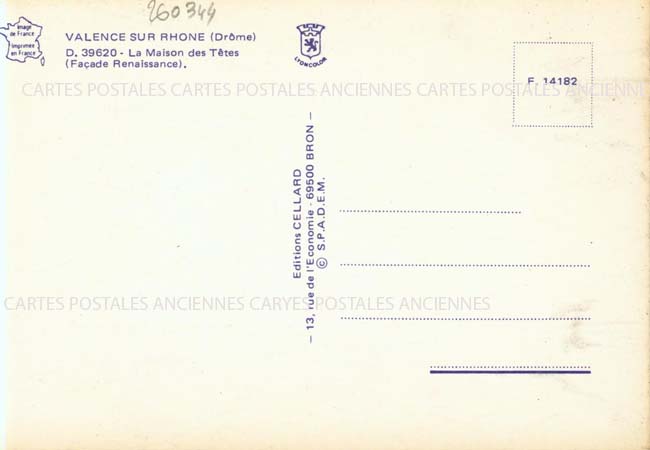 260344
Image
de France
Imprimée
en France
VALENCE SUR RHONE (Drôme)
D. 39620 - La Maison des Têtes
(Façade Renaissance).
LYONCOLOR
F. 14182
CARTES POSTALES CARTES POSTALES ANCIENNES CARTES POSTALES ANCIENNES
Editions CELLARD
— 13, rue de l'Economie - 69500 BRON —
© S.P.A.D.E.M.
CARTES POSTALES ANCIENNES CARYES POSTALES ANCIENNES